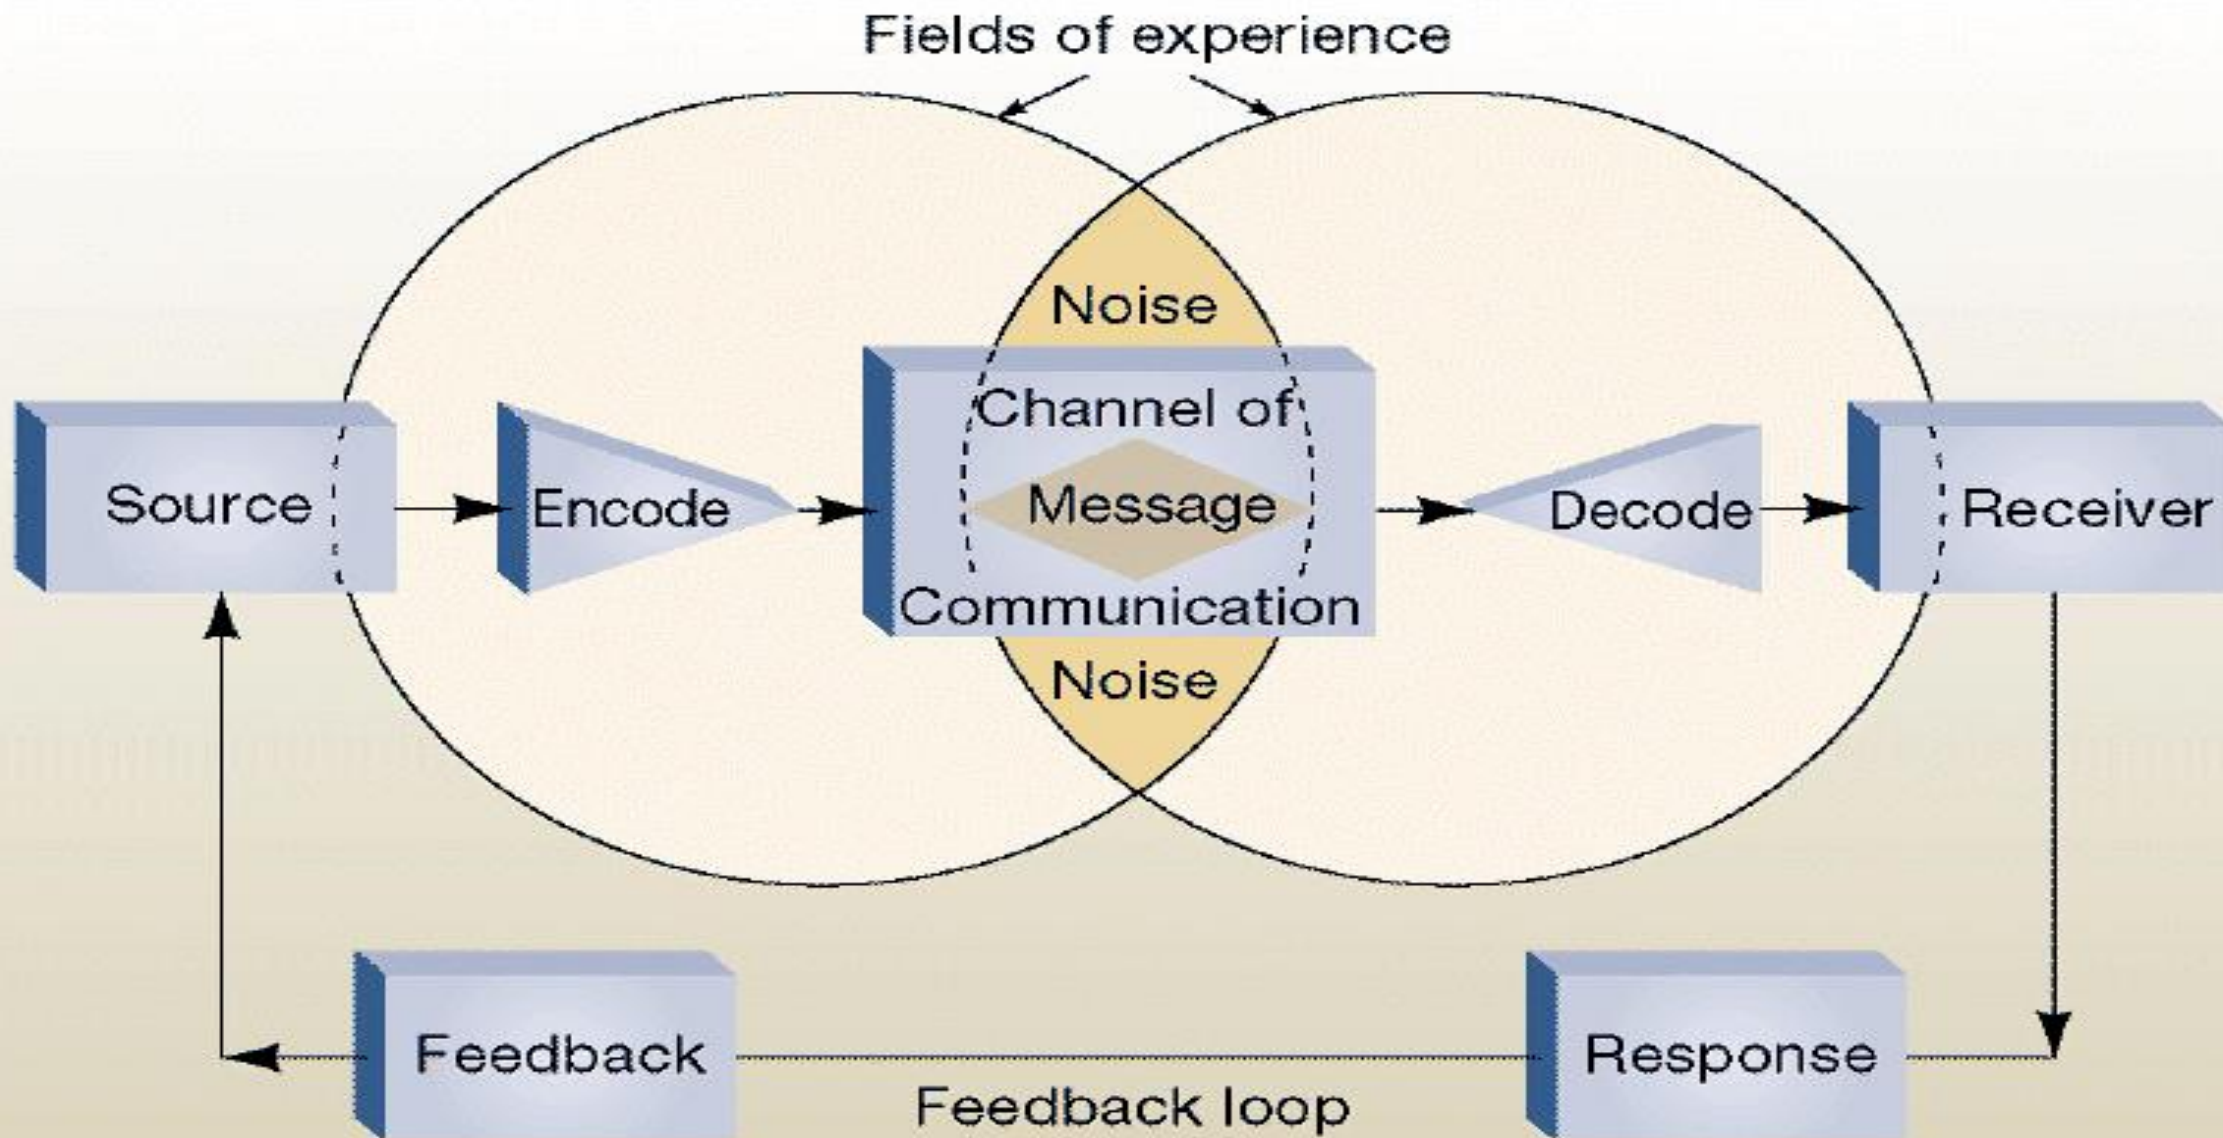 Fields of experience
Noise
Channel of
Source
Encode
Message
Decode
Receiver
Communication
Noise
Feedback
Response
Feedback loop